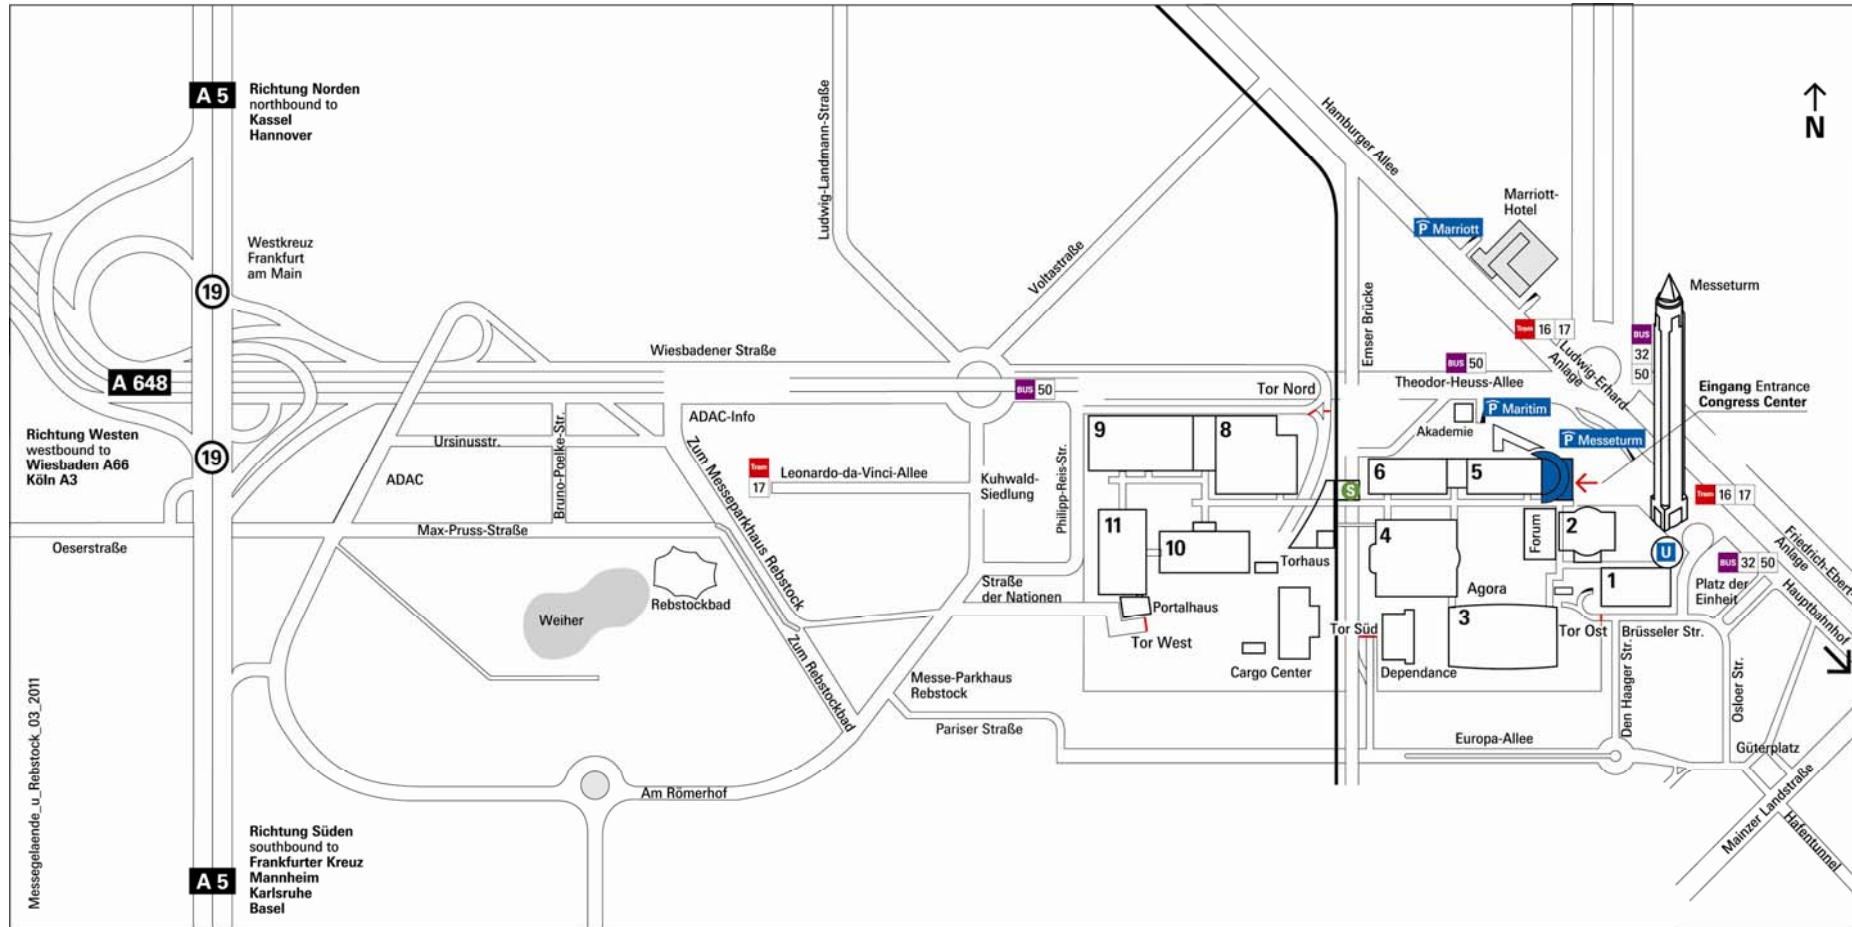 A 5
Richtung Norden
northbound to
Kassel
Hannover
Westkreuz
Frankfurt
am Main
19
A 648
19
Richtung Westen
westbound to
Wiesbaden A66
Köln A3
Oeserstraße
Messegelaende_u_Rebstock_03_2011
A 5
Richtung Süden
southbound to
Frankfurter Kreuz
Mannheim
Karlsruhe
Basel
Wiesbadener Straße
ADAC-Info
Ursinusstr.
Bruno-Poelke-Str.
ADAC
Max-Pruss-Straße
Zum Messeparkhaus Rebstock
Rebstockbad
Weiher
Zum Rebstockbad
Am Römerhof
Tram
17
Leonardo-da-Vinci-Allee
Ludwig-Landmann-Straße
Voltastraße
BUS 50
Kuhwald-
Siedlung
Philipp-Reis-Str.
Straße
der Nationen
Messe-Parkhaus
Rebstock
Pariser Straße
Hamburger Allee
Emser Brücke
Marriott-
Hotel
P Marriott
N
Messeturm
Tram 16 17
Ludwig-Erhard
Anlage
BUS
32
50
BUS 50
Theodor-Heuss-Allee
Eingang Entrance
Congress Center
Tor Nord
P Maritim
Akademie
P Messeturm
9
8
6
5
S
11
10
4
Forum
2
U
Tram 16 17
Friedrich-Ebert-
Anlage
BUS 32 50
Torhaus
Portalhaus
Tor West
Agora
1
Platz der
Einheit
Hauptbahnhof
3
Tor Süd
Tor Ost
Brüsseler Str.
Cargo Center
Dependance
Den Haager Str.
Osloer Str.
Europa-Allee
Güterplatz
Mainzer Landstraße
Hafentunnel